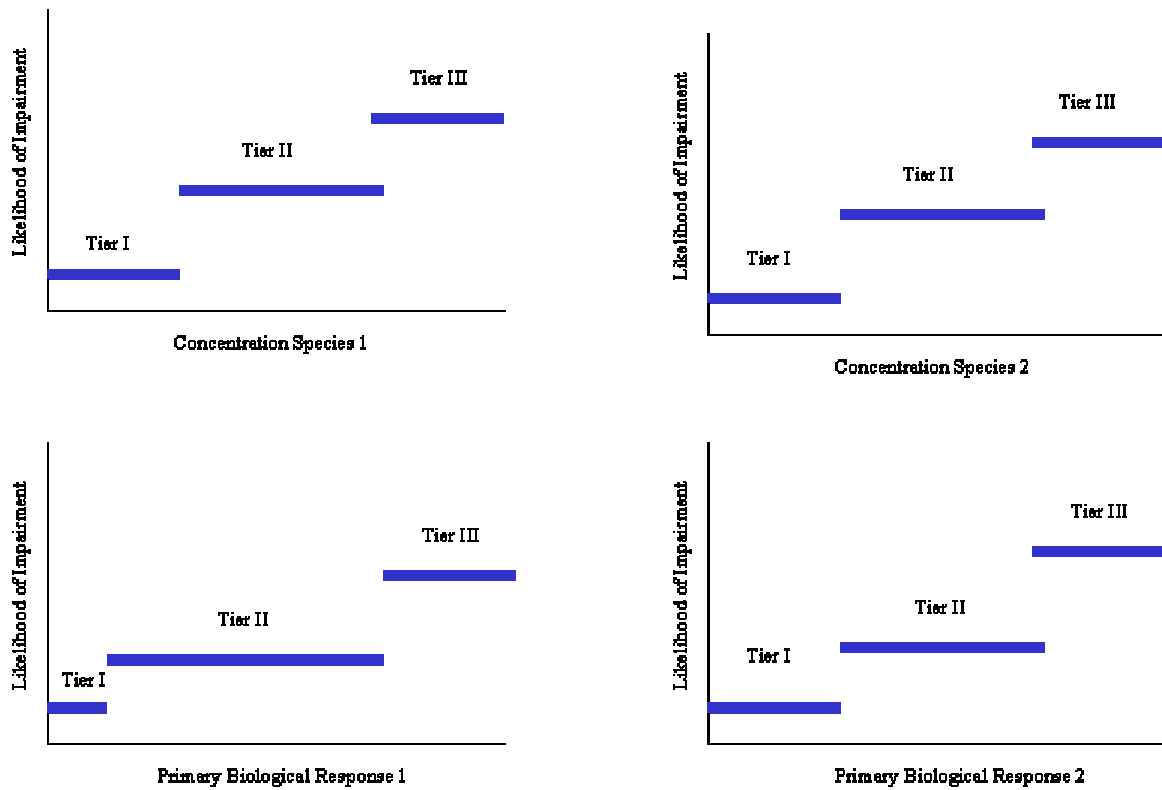 Likelihood of Impairment
Tier I
Tier II
Tier III
Concentration Species 1
Likelihood of Impairment
Tier I
Tier II
Tier III
Concentration Species 2
Likelihood of Impairment
Tier I
Tier II
Tier III
Primary Biological Response 1
Likelihood of Impairment
Tier I
Tier II
Tier III
Primary Biological Response 2